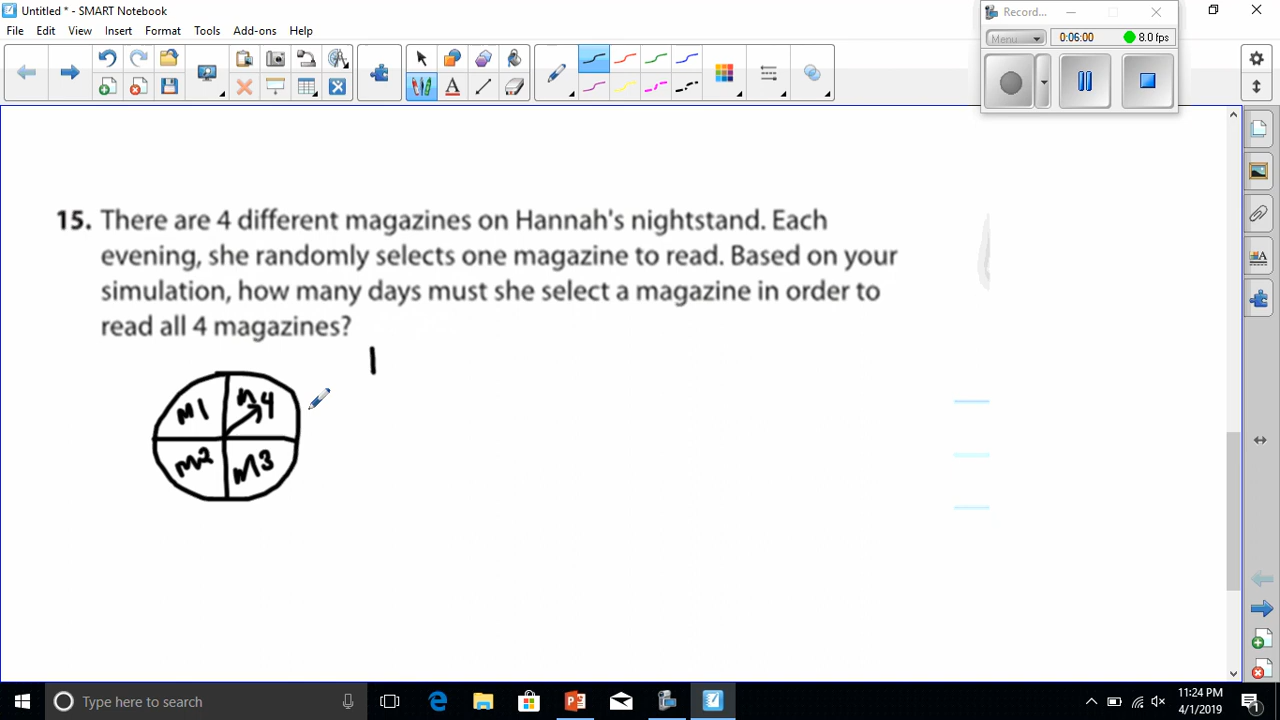 Untitled * - SMART Notebook
Record...
File Edit View Insert Format Tools Add-ons Help
Menu
0:06:00
8.0 fps
15. There are 4 different magazines on Hannah's nightstand. Each
evening, she randomly selects one magazine to read. Based on your
simulation, how many days must she select a magazine in order to
read all 4 magazines?
1
M1
M4
M2
M3
Type here to search
11:24 PM
4/1/2019